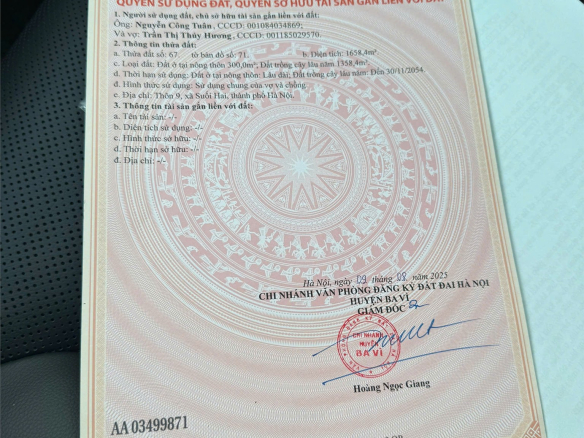 QUYỀN SỬ DỤNG ĐẤT, QUYỀN SỞ HỮU TÀI SẢN GẮN LIỀN VỚI ĐẤT
1. Người sử dụng đất, chủ sở hữu tài sản gắn liền với đất:
Ông: Nguyễn Công Tuân, CCCD: 001084034869;
Và vợ: Trần Thị Thúy Hương, CCCD: 001185029570.
2. Thông tin thửa đất:
a. Thửa đất số: 67 tờ bản đồ số: 71 b. Diện tích: 1658,4m².
c. Loại đất: Đất ở tại nông thôn 300,0m²; Đất trồng cây lâu năm 1358,4m².
d. Thời hạn sử dụng: Đất ở tại nông thôn: Lâu dài; Đất trồng cây lâu năm: Đến 30/11/2054.
đ. Hình thức sử dụng: Sử dụng chung của vợ và chồng.
e. Địa chỉ: Thôn 9, xã Suối Hai, thành phố Hà Nội.
3. Thông tin tài sản gắn liền với đất:
a. Tên tài sản: -/-
b. Diện tích sử dụng: -/-
c. Hình thức sở hữu: -/-
d. Thời hạn sở hữu: -/-
đ. Địa chỉ: -/-
Hà Nội, ngày 09 tháng 08 năm 2025
CHI NHÁNH VĂN PHÒNG ĐĂNG KÝ ĐẤT ĐAI HÀ NỘI
HUYỆN BA VÌ
GIÁM ĐỐC
CHI NHÁNH
HUYỆN
BA VÌ
Hoàng Ngọc Giang
AA 03499871